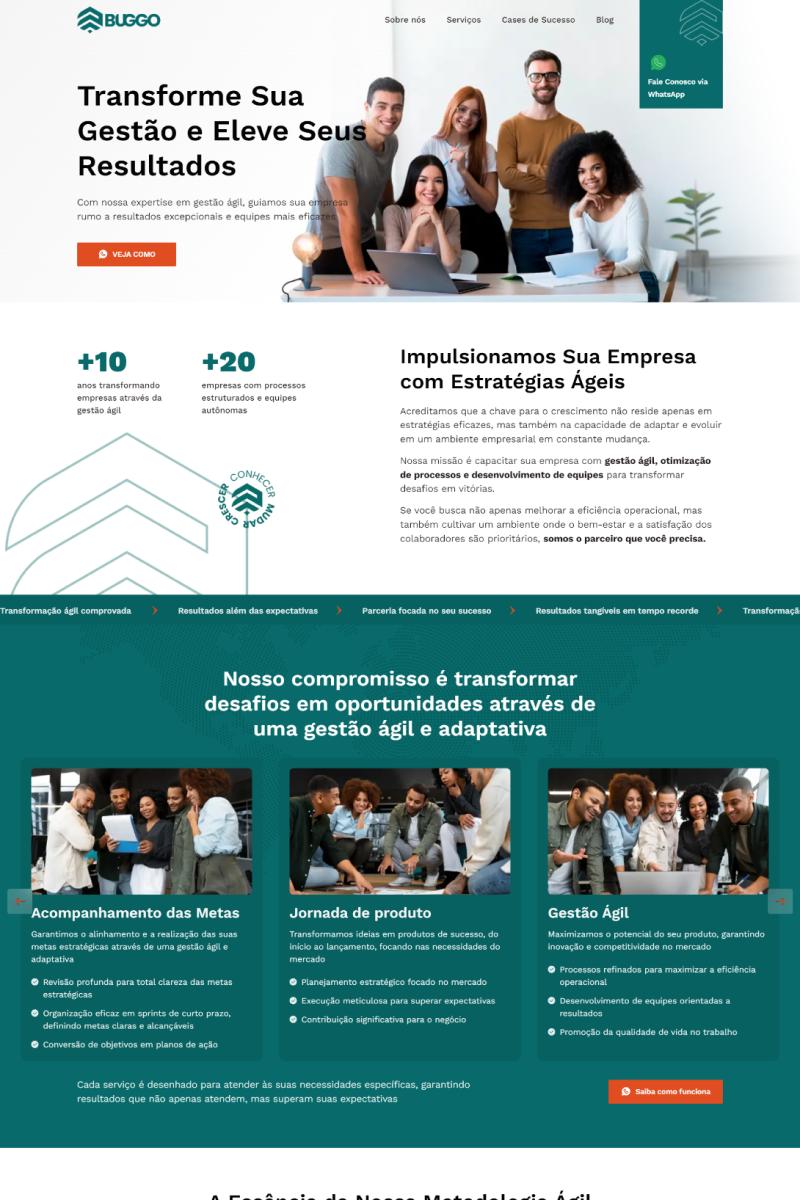 BUGGO
Sobre nós
Serviços
Cases de Sucesso
Blog
Fale Conosco via
WhatsApp
Transforme Sua
Gestão e Eleve Seus
Resultados
Com nossa expertise em gestão ágil, guiamos sua empresa
rumo a resultados excepcionais e equipes mais eficazes
VEJA COMO
+10
anos transformando
empresas através da
gestão ágil
+20
empresas com processos
estruturados e equipes
autônomas
CONHECER MUDAR CRESCER
Impulsionamos Sua Empresa
com Estratégias Ágeis
Acreditamos que a chave para o crescimento não reside apenas em
estratégias eficazes, mas também na capacidade de adaptar e evoluir
em um ambiente empresarial em constante mudança.
Nossa missão é capacitar sua empresa com gestão ágil, otimização
de processos e desenvolvimento de equipes para transformar
desafios em vitórias.
Se você busca não apenas melhorar a eficiência operacional, mas
também cultivar um ambiente onde o bem-estar e a satisfação dos
colaboradores são prioritários, somos o parceiro que você precisa.
Transformação ágil comprovada
Resultados além das expectativas
Parceria focada no seu sucesso
Resultados tangíveis em tempo recorde
Transformaçã
Nosso compromisso é transformar
desafios em oportunidades através de
uma gestão ágil e adaptativa
Acompanhamento das Metas
Garantimos o alinhamento e a realização das suas
metas estratégicas através de uma gestão ágil e
adaptativa
Revisão profunda para total clareza das metas
estratégicas
Organização eficaz em sprints de curto prazo,
definindo metas claras e alcançáveis
Conversão de objetivos em planos de ação
Jornada de produto
Transformamos ideias em produtos de sucesso, do
início ao lançamento, focando nas necessidades do
mercado
Planejamento estratégico focado no mercado
Execução meticulosa para superar expectativas
Contribuição significativa para o negócio
Gestão Ágil
Maximizamos o potencial do seu produto, garantindo
inovação e competitividade no mercado
Processos refinados para maximizar a eficiência
operacional
Desenvolvimento de equipes orientadas a
resultados
Promoção da qualidade de vida no trabalho
Cada serviço é desenhado para atender às suas necessidades específicas, garantindo
resultados que não apenas atendem, mas superam suas expectativas
Saiba como funciona
A Essência da Nossa Metodologia Ágil